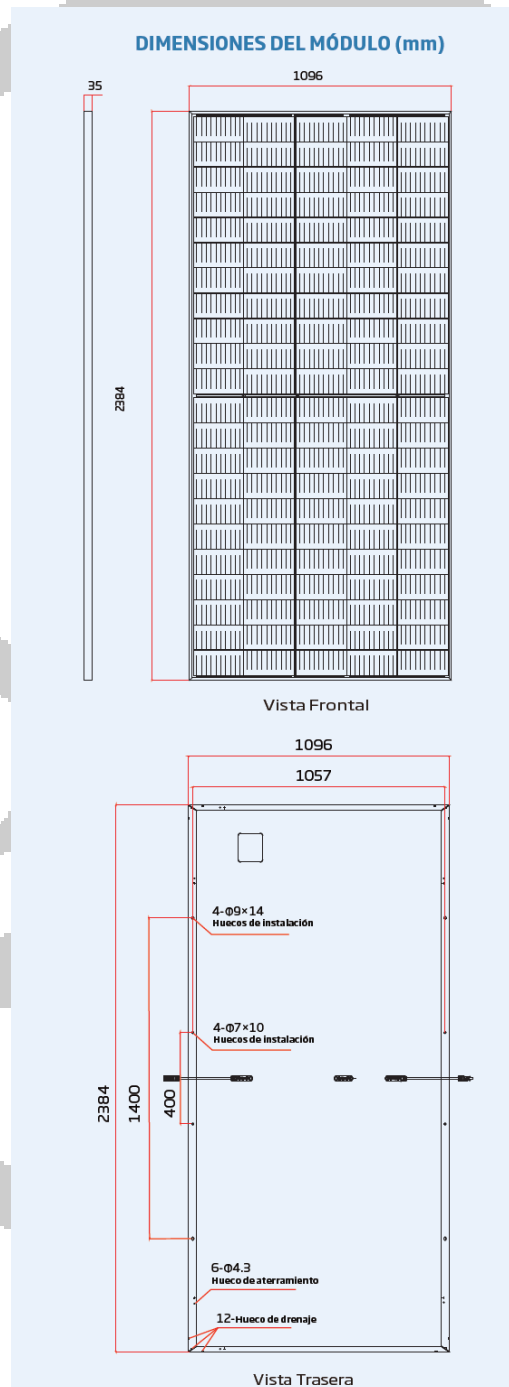 DIMENSIONES DEL MÓDULO (mm)
1096
35
2384
Vista Frontal
1096
1057
4-Φ9×14
Huecos de instalación
4-Φ7×10
Huecos de instalación
2384
1400
400
6-Φ4.3
Hueco de aterramiento
12-Hueco de drenaje
Vista Trasera